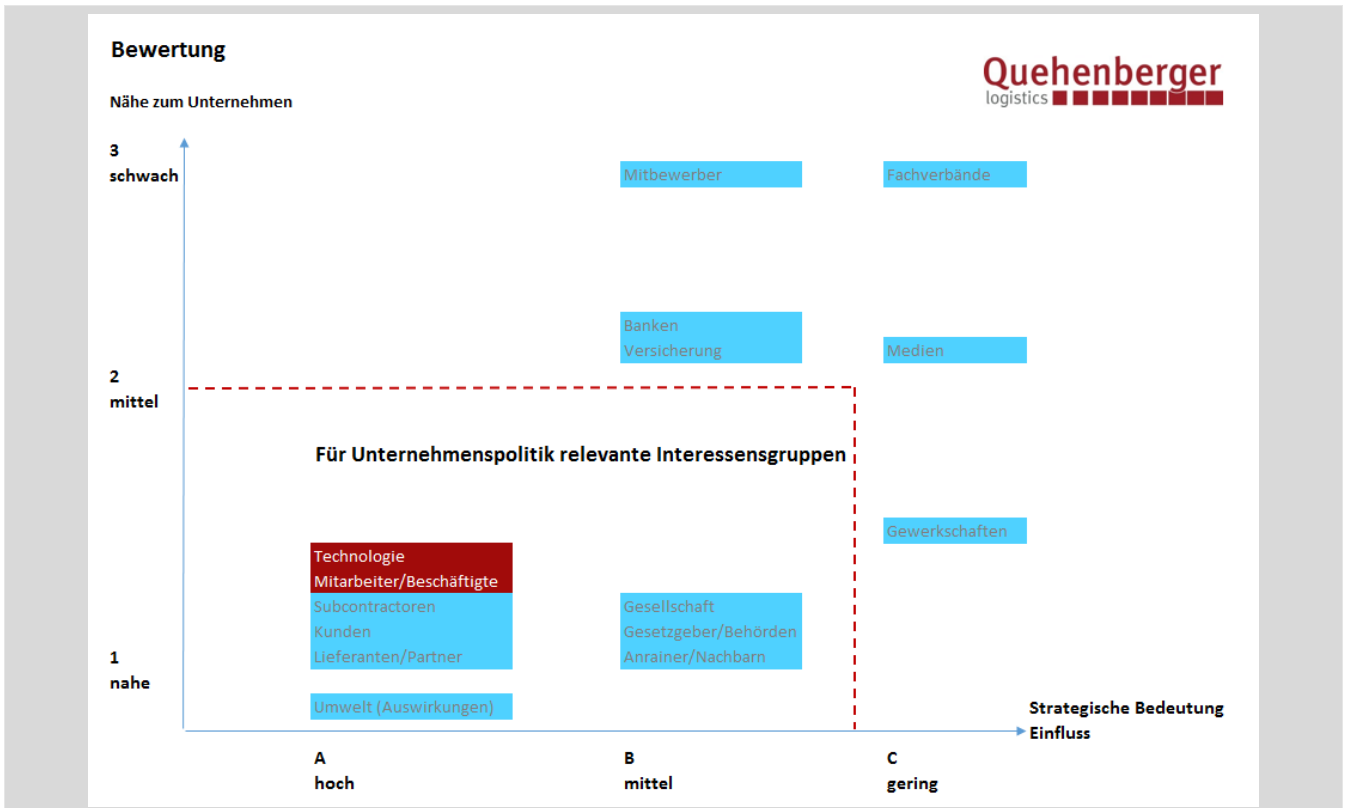 Bewertung
Quehenberger
logistics
Nähe zum Unternehmen
3
schwach
Mitbewerber
Fachverbände
Banken
Versicherung
Medien
2
mittel
Für Unternehmenspolitik relevante Interessensgruppen
Gewerkschaften
Technologie
Mitarbeiter/Beschäftigte
Subcontractoren
Kunden
Lieferanten/Partner
Gesellschaft
Gesetzgeber/Behörden
Anrainer/Nachbarn
1
nahe
Umwelt (Auswirkungen)
Strategische Bedeutung
Einfluss
A
hoch
B
mittel
C
gering